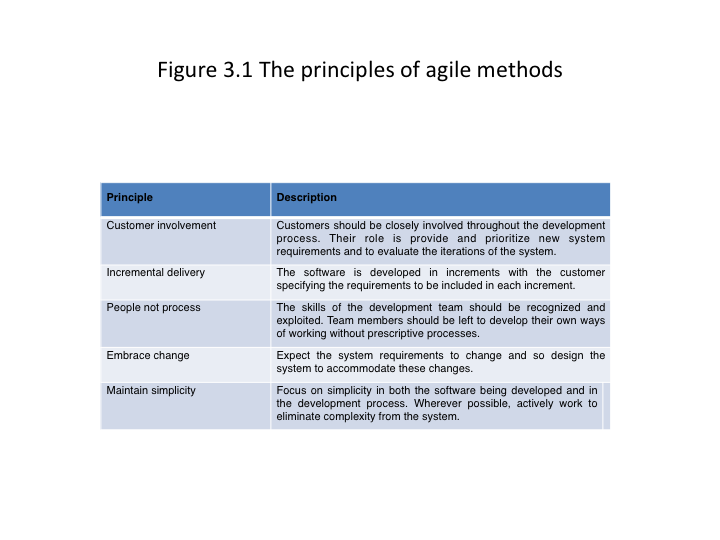 Figure 3.1 The principles of agile methods
Principle
Description
Customer involvement
Customers should be closely involved throughout the development
process. Their role is provide and prioritize new system
requirements and to evaluate the iterations of the system.
Incremental delivery
The software is developed in increments with the customer
specifying the requirements to be included in each increment.
People not process
The skills of the development team should be recognized and
exploited. Team members should be left to develop their own ways
of working without prescriptive processes.
Embrace change
Expect the system requirements to change and so design the
system to accommodate these changes.
Maintain simplicity
Focus on simplicity in both the software being developed and in
the development process. Wherever possible, actively work to
eliminate complexity from the system.